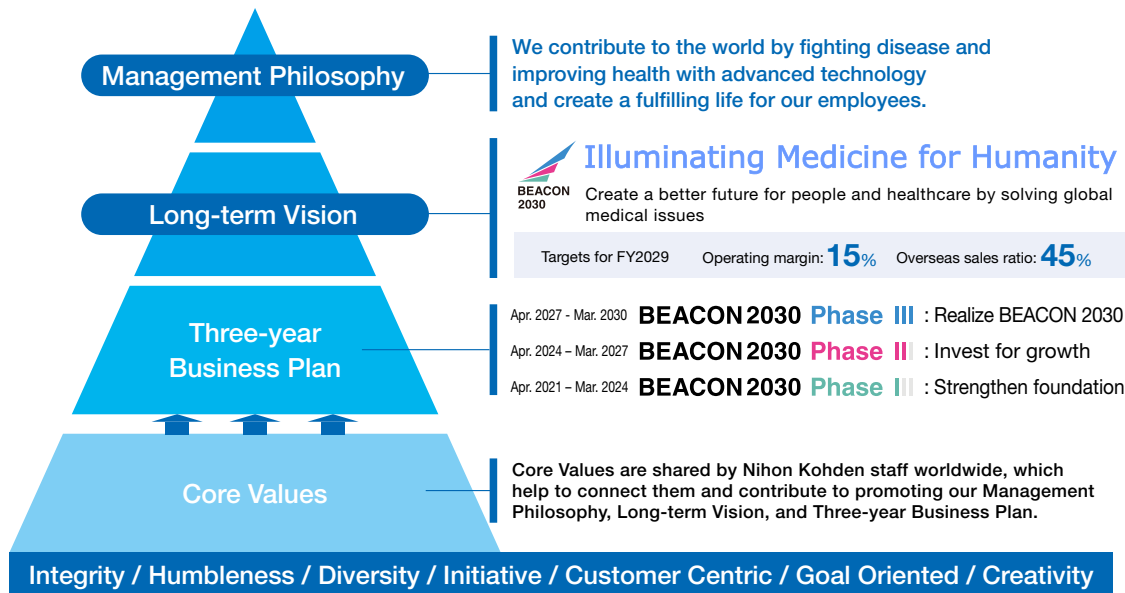 Management Philosophy
We contribute to the world by fighting disease and
improving health with advanced technology
and create a fulfilling life for our employees.
Long-term Vision
BEACON
2030
Illuminating Medicine for Humanity
Create a better future for people and healthcare by solving global
medical issues
Targets for FY2029 Operating margin: 15% Overseas sales ratio: 45%
Three-year
Business Plan
Apr. 2027 - Mar. 2030 BEACON 2030 Phase III : Realize BEACON 2030
Apr. 2024 – Mar. 2027 BEACON 2030 Phase II : Invest for growth
Apr. 2021 – Mar. 2024 BEACON 2030 Phase I : Strengthen foundation
Core Values
Core Values are shared by Nihon Kohden staff worldwide, which
help to connect them and contribute to promoting our Management
Philosophy, Long-term Vision, and Three-year Business Plan.
Integrity / Humbleness / Diversity / Initiative / Customer Centric / Goal Oriented / Creativity